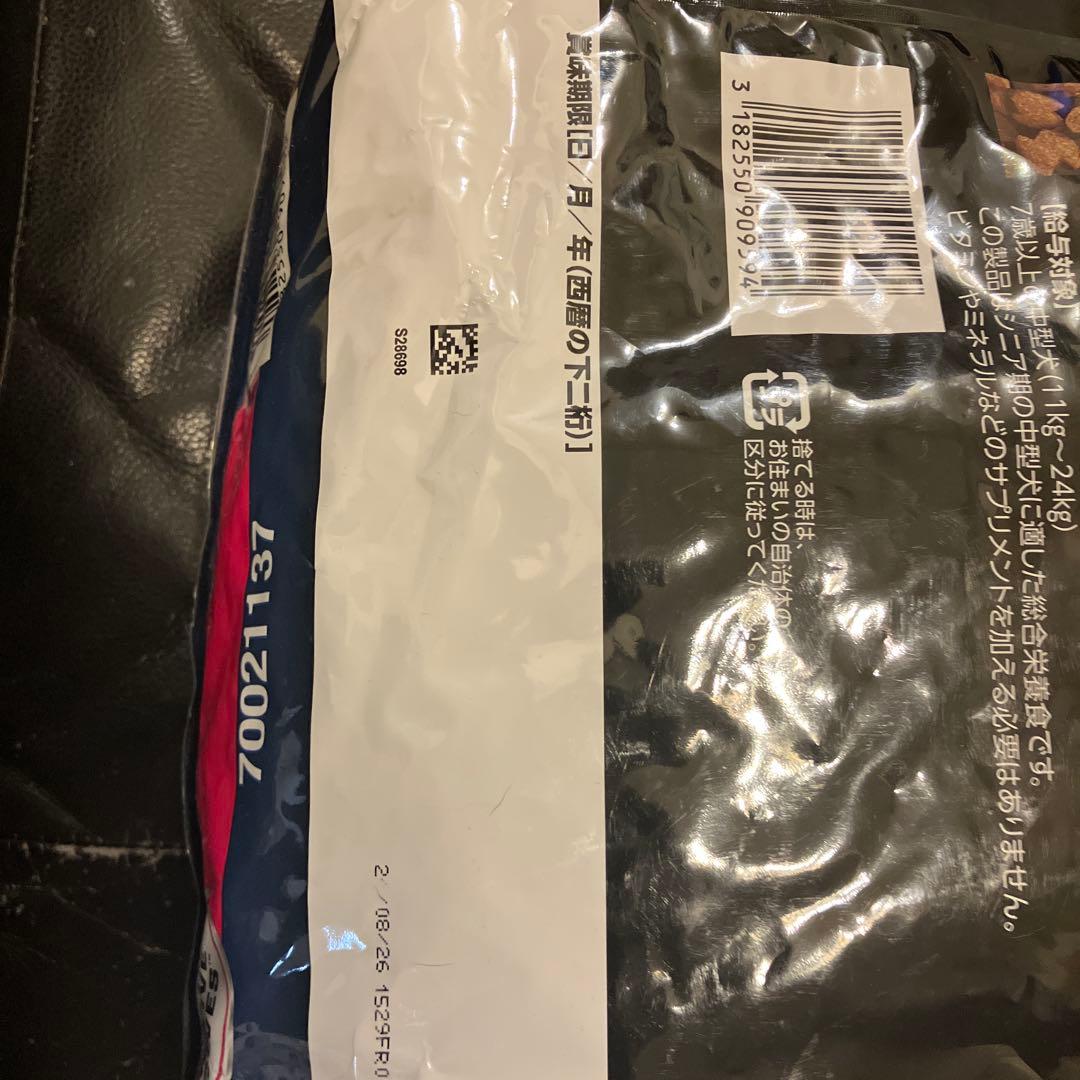 【給与対象】
7歳以上の中型犬(11kg~24kg)
この製品はシニア期の中型犬に適した総合栄養食です。
ビタミンやミネラルなどのサプリメントを加える必要はありません。
3 182550 909594
捨てる時は、
お住まいの自治体の
区分に従って
賞味期限[日/月/年(西暦の下二桁)]
S28698
/08/26 1529FR0
70021137